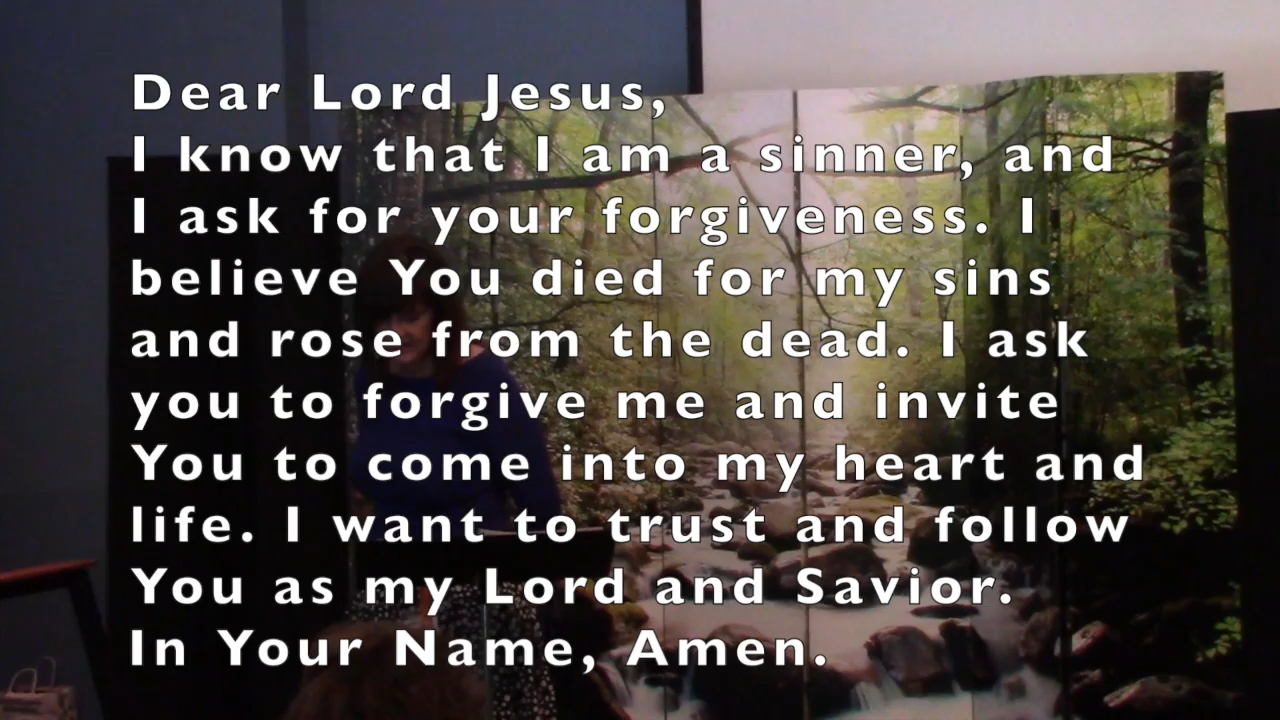 Dear Lord Jesus,
I know that I am a sinner, and
I ask for your forgiveness. I
believe You died for my sins
and rose from the dead. I ask
you to forgive me and invite
You to come into my heart and
life. I want to trust and follow
You as my Lord and Savior.
In Your Name, Amen.